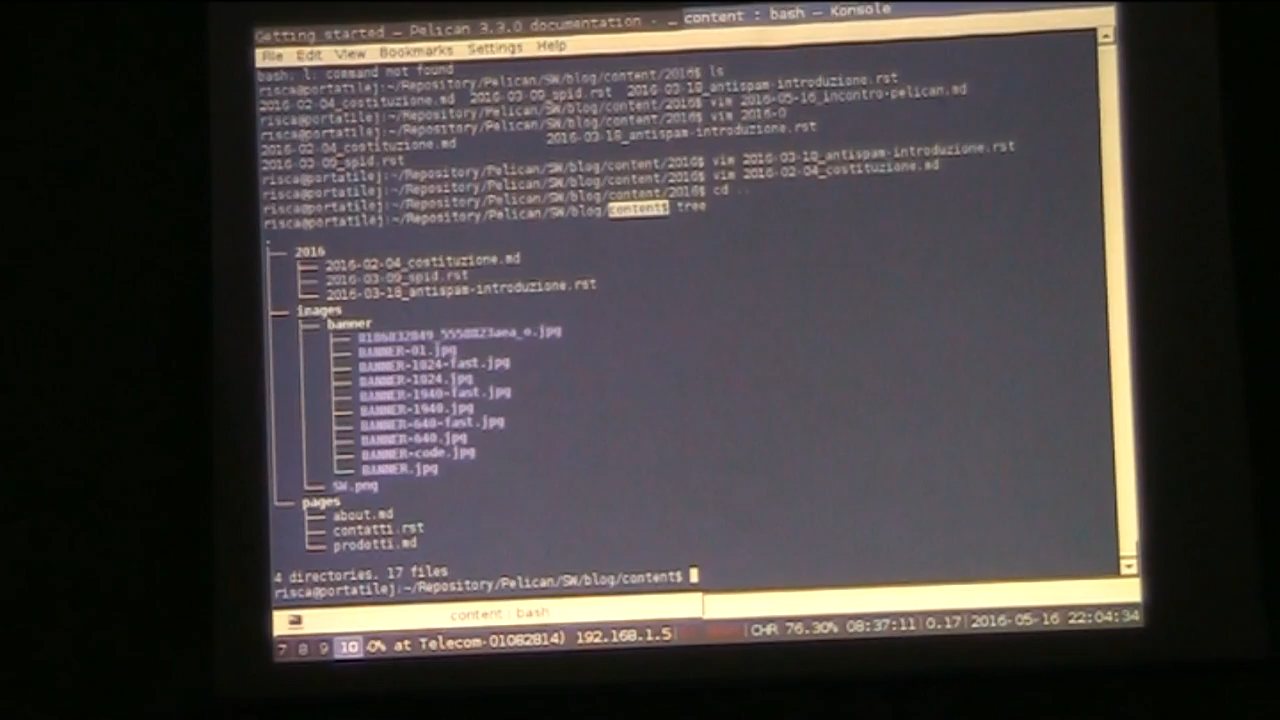 Getting started — Pelican 3.3.0 documentation - … content : bash — Konsole
File Edit View Bookmarks Settings Help
bash: l: command not found
risca@portatilej:~/Repository/Pelican/SW/blog/content/2016$ ls
2016-02-04_costituzione.md 2016-03-09_spid.rst 2016-03-18_antispam-introduzione.rst
risca@portatilej:~/Repository/Pelican/SW/blog/content/2016$ vim 2016-05-16_incontro-pelican.md
risca@portatilej:~/Repository/Pelican/SW/blog/content/2016$ vim 2016-0
2016-02-04_costituzione.md 2016-03-18_antispam-introduzione.rst
2016-03-09_spid.rst
risca@portatilej:~/Repository/Pelican/SW/blog/content/2016$ vim 2016-03-18_antispam-introduzione.rst
risca@portatilej:~/Repository/Pelican/SW/blog/content/2016$ vim 2016-02-04_costituzione.md
risca@portatilej:~/Repository/Pelican/SW/blog/content/2016$ cd ..
risca@portatilej:~/Repository/Pelican/SW/blog/content$ tree
.
├── 2016
│   ├── 2016-02-04_costituzione.md
│   ├── 2016-03-09_spid.rst
│   └── 2016-03-18_antispam-introduzione.rst
├── images
│   ├── banner
│   │   ├── BANNER-01.jpg
│   │   ├── BANNER-1024-fast.jpg
│   │   ├── BANNER-1024.jpg
│   │   ├── BANNER-1940-fast.jpg
│   │   ├── BANNER-1940.jpg
│   │   ├── BANNER-640-fast.jpg
│   │   ├── BANNER-640.jpg
│   │   ├── BANNER-code.jpg
│   │   └── BANNER.jpg
│   └── SW.png
└── pages
    ├── about.md
    ├── contatti.rst
    └── prodotti.md
4 directories, 17 files
risca@portatilej:~/Repository/Pelican/SW/blog/content$
content : bash
7 8 9 10 0% at Telecom-01082814) 192.168.1.5 | CHR 76.30% 08:37:11 | 0.17 | 2016-05-16 22:04:34